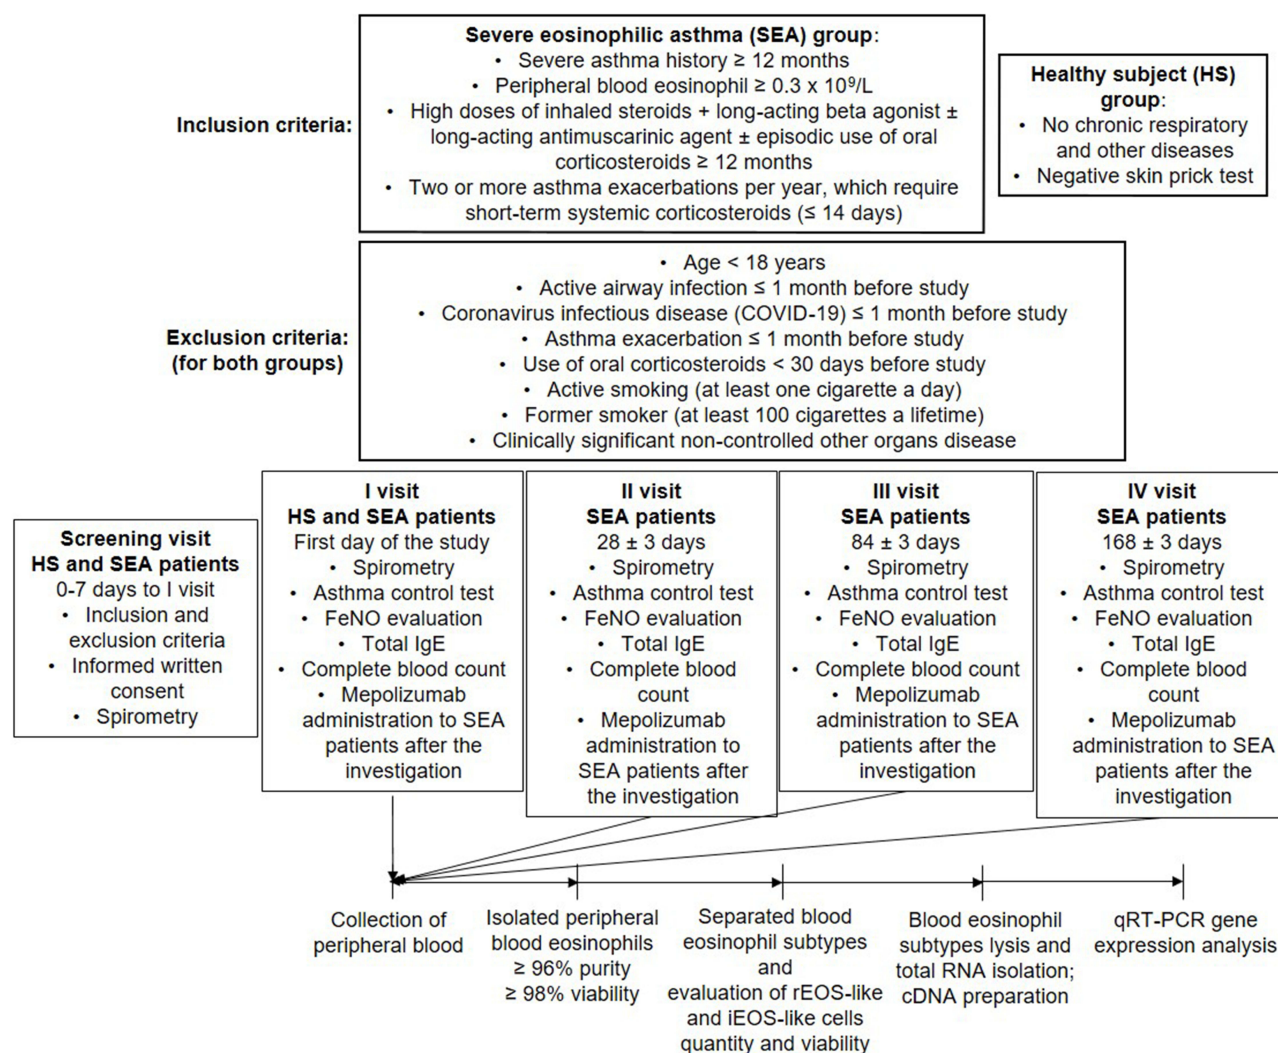 Severe eosinophilic asthma (SEA) group:
• Severe asthma history ≥ 12 months
• Peripheral blood eosinophil ≥ 0.3 x 10⁹/L
• High doses of inhaled steroids + long-acting beta agonist ±
long-acting antimuscarinic agent ± episodic use of oral
corticosteroids ≥ 12 months
• Two or more asthma exacerbations per year, which require
short-term systemic corticosteroids (≤ 14 days)
Inclusion criteria:
Healthy subject (HS)
group:
• No chronic respiratory
and other diseases
• Negative skin prick test
Exclusion criteria:
(for both groups)
• Age < 18 years
• Active airway infection ≤ 1 month before study
• Coronavirus infectious disease (COVID-19) ≤ 1 month before study
• Asthma exacerbation ≤ 1 month before study
• Use of oral corticosteroids < 30 days before study
• Active smoking (at least one cigarette a day)
• Former smoker (at least 100 cigarettes a lifetime)
• Clinically significant non-controlled other organs disease
Screening visit
HS and SEA patients
0-7 days to I visit
• Inclusion and
exclusion criteria
• Informed written
consent
• Spirometry
I visit
HS and SEA patients
First day of the study
• Spirometry
• Asthma control test
• FeNO evaluation
• Total IgE
• Complete blood count
• Mepolizumab
administration to SEA
patients after the
investigation
II visit
SEA patients
28 ± 3 days
• Spirometry
• Asthma control test
• FeNO evaluation
• Total IgE
• Complete blood
count
• Mepolizumab
administration to
SEA patients after
the investigation
III visit
SEA patients
84 ± 3 days
• Spirometry
• Asthma control test
• FeNO evaluation
• Total IgE
• Complete blood count
• Mepolizumab
administration to SEA
patients after the
investigation
IV visit
SEA patients
168 ± 3 days
• Spirometry
• Asthma control test
• FeNO evaluation
• Total IgE
• Complete blood
count
• Mepolizumab
administration to SEA
patients after the
investigation
Collection of
peripheral blood
Isolated peripheral
blood eosinophils
≥ 96% purity
≥ 98% viability
Separated blood
eosinophil subtypes
and
evaluation of rEOS-like
and iEOS-like cells
quantity and viability
Blood eosinophil
subtypes lysis and
total RNA isolation;
cDNA preparation
qRT-PCR gene
expression analysis